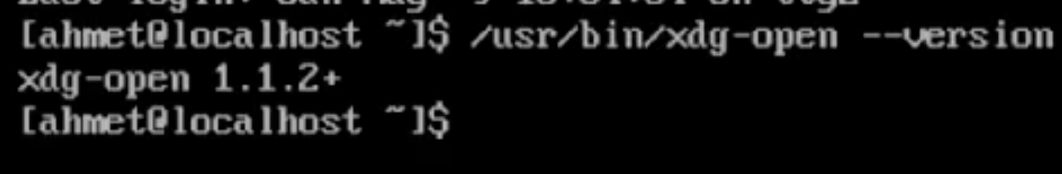 [ahmet@localhost ~]$ /usr/bin/xdg-open --version
xdg-open 1.1.2+
[ahmet@localhost ~]$